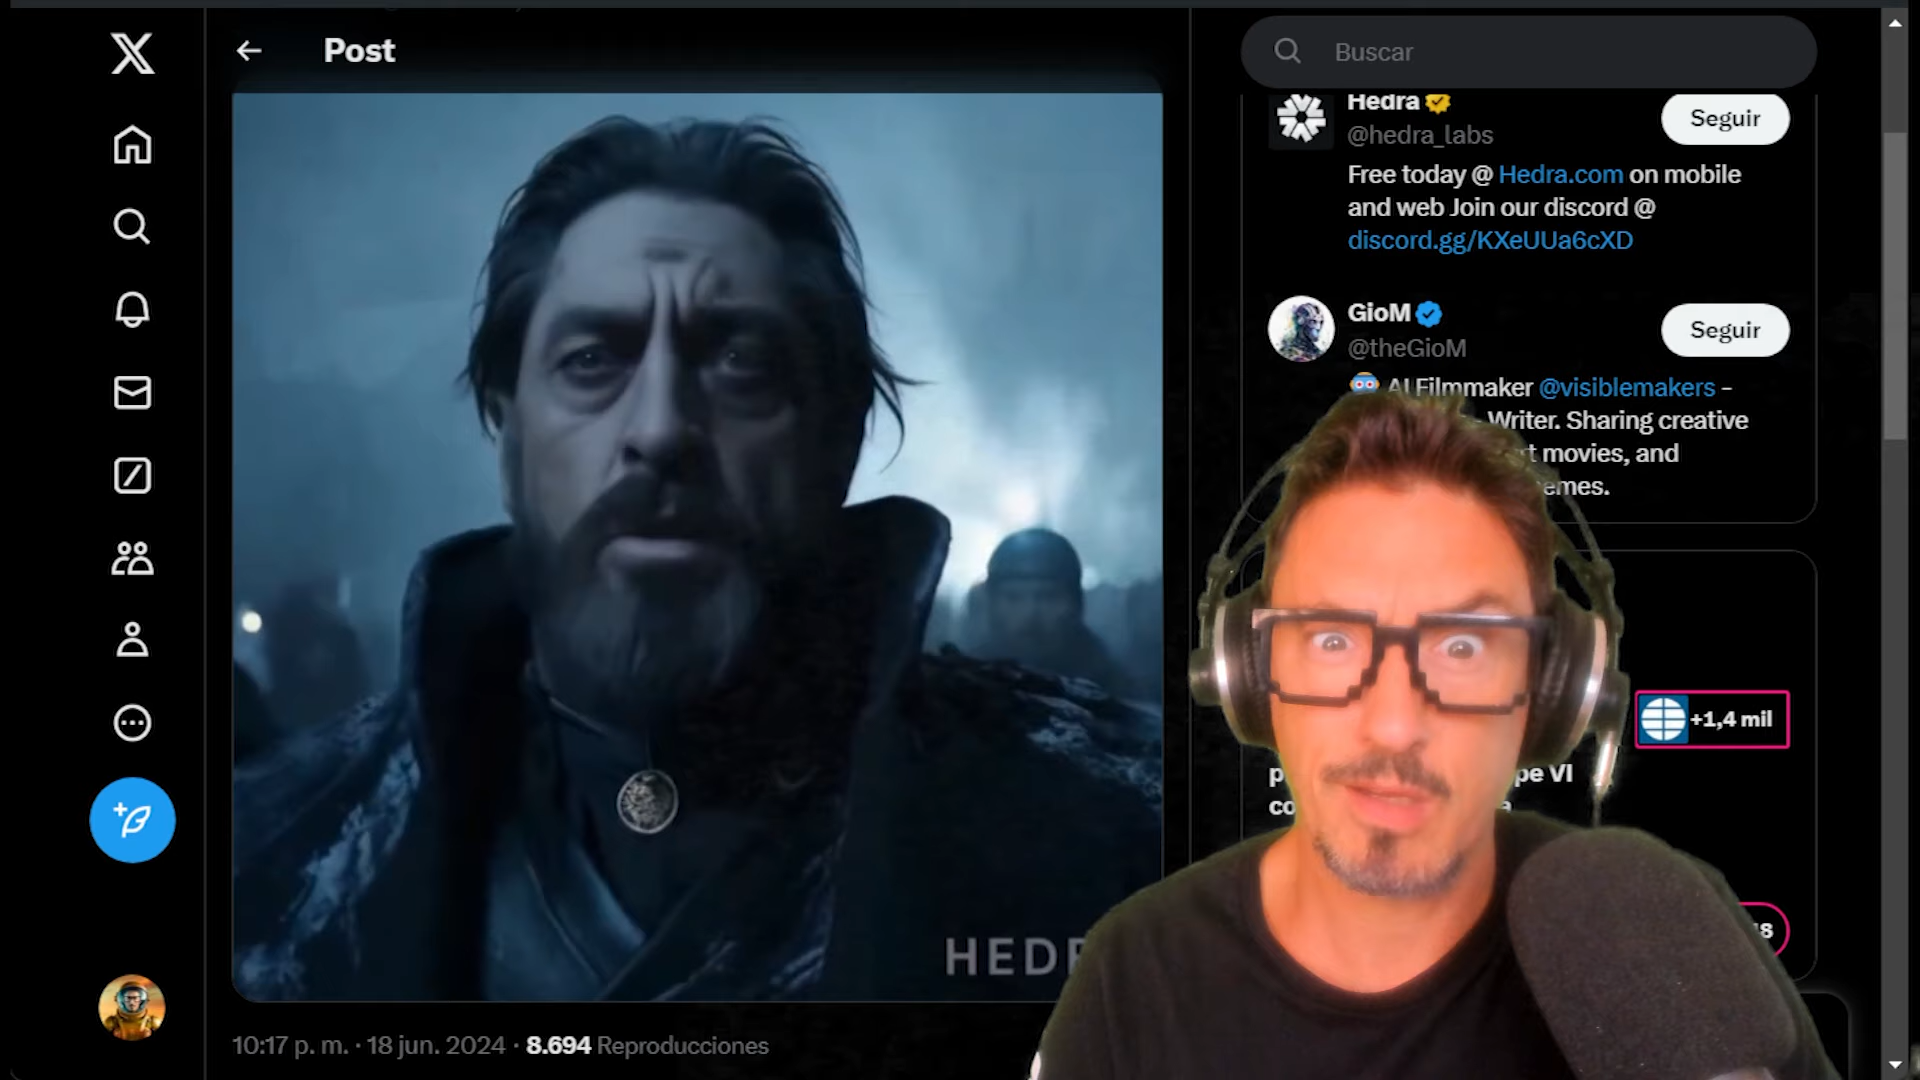 Post
HEDR
10:17 p. m. · 18 jun. 2024 · 8.694 Reproducciones
Buscar
Hedra
Seguir
@hedra_labs
Free today @ Hedra.com on mobile
and web Join our discord @
discord.gg/KXeUUa6cXD
GioM
Seguir
@theGioM
AI Filmmaker @visiblemakers -
Writer. Sharing creative
movies, and
+1,4 mil
VI